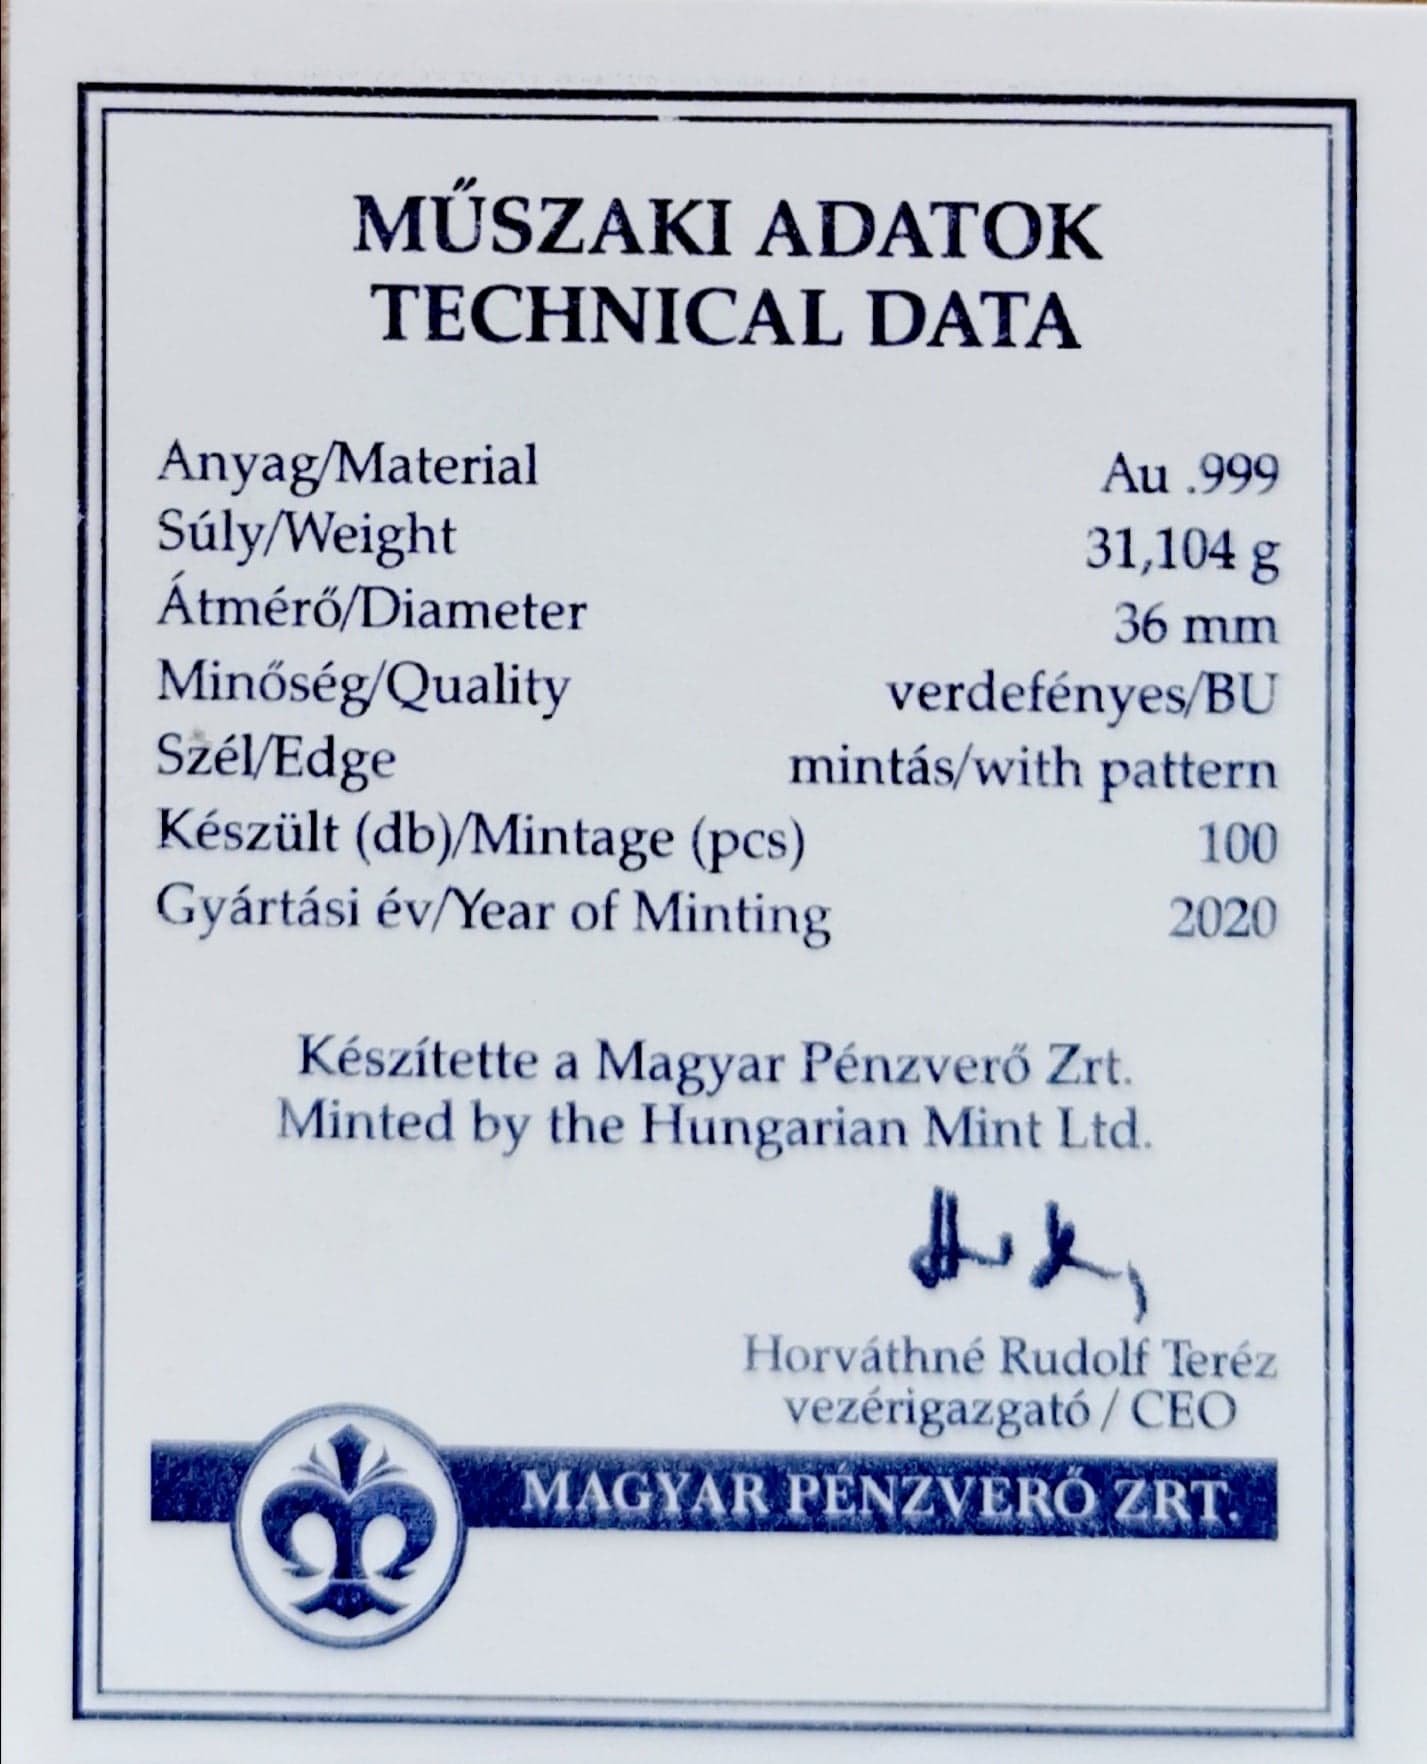 MŰSZAKI ADATOK
TECHNICAL DATA
Anyag/Material Au .999
Súly/Weight 31,104 g
Átmérő/Diameter 36 mm
Minőség/Quality verdefényes/BU
Szél/Edge mintás/with pattern
Készült (db)/Mintage (pcs) 100
Gyártási év/Year of Minting 2020
Készítette a Magyar Pénzverő Zrt.
Minted by the Hungarian Mint Ltd.
Horváthné Rudolf Teréz
vezérigazgató / CEO
MAGYAR PÉNZVERŐ ZRT.